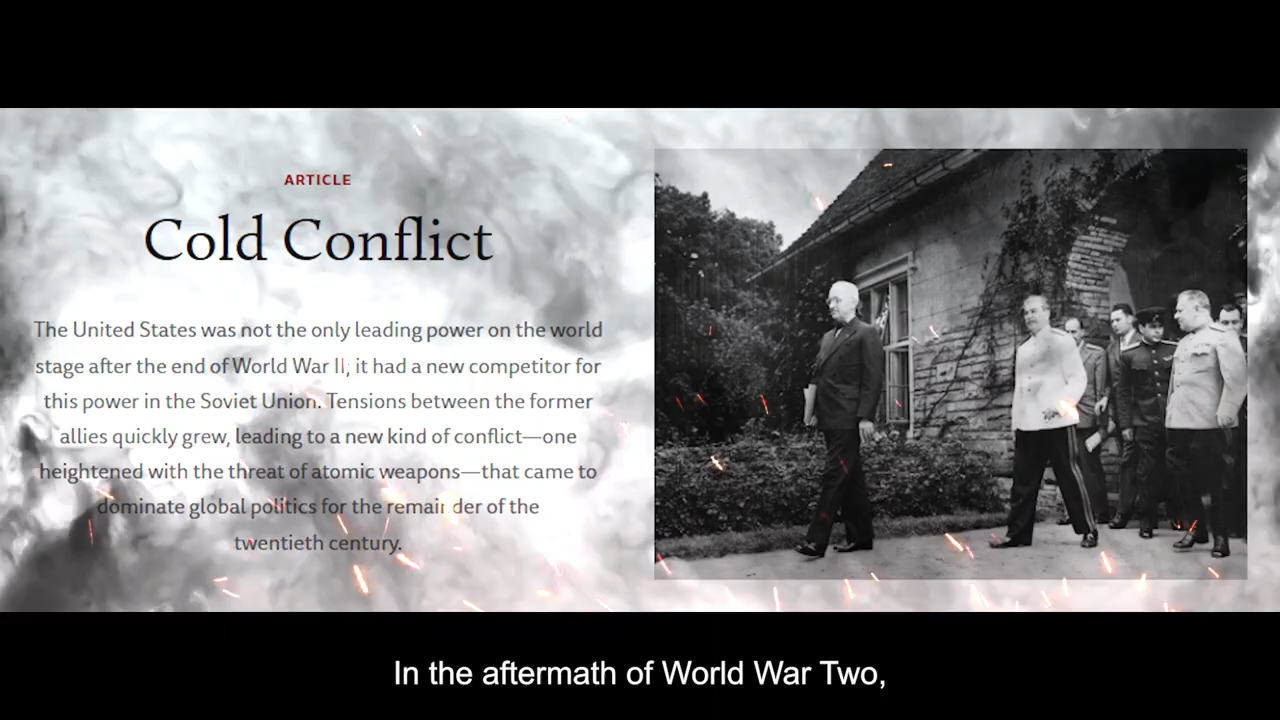 ARTICLE
Cold Conflict
The United States was not the only leading power on the world
stage after the end of World War II, it had a new competitor for
this power in the Soviet Union. Tensions between the former
allies quickly grew, leading to a new kind of conflict—one
heightened with the threat of atomic weapons—that came to
dominate global politics for the remainder of the
twentieth century.
In the aftermath of World War Two,